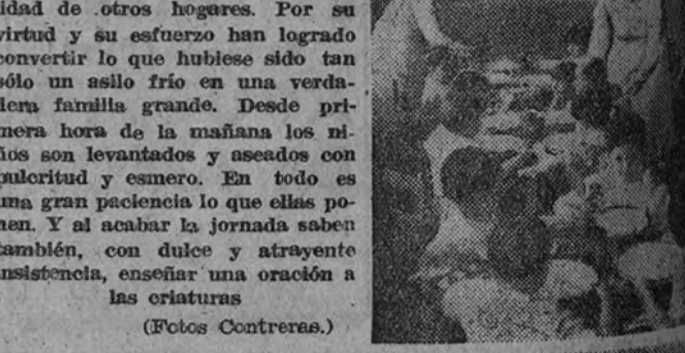 idad de otros hogares. Por su
virtud y su esfuerzo han logrado
convertir lo que hubiese sido tan
sólo un asilo frío en una verda-
dera familia grande. Desde pri-
mera hora de la mañana los ni-
ños son levantados y aseados con
pulcritud y esmero. En todo es
una gran paciencia lo que ellas po-
nen. Y al acabar la jornada saben
también, con dulce y atrayente
insistencia, enseñar una oración a
las criaturas
(Fotos Contreras.)